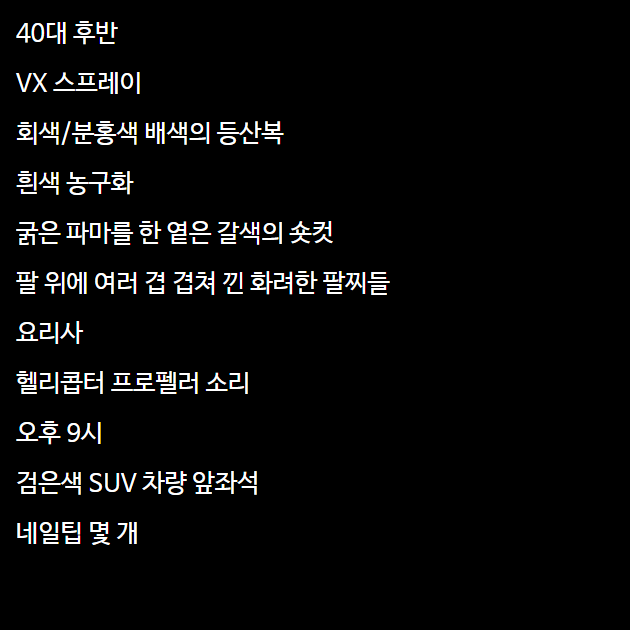 40대 후반
VX 스프레이
회색/분홍색 배색의 등산복
흰색 농구화
굵은 파마를 한 옅은 갈색의 숏컷
팔 위에 여러 겹 겹쳐 낀 화려한 팔찌들
요리사
헬리콥터 프로펠러 소리
오후 9시
검은색 SUV 차량 앞좌석
네일팁 몇 개